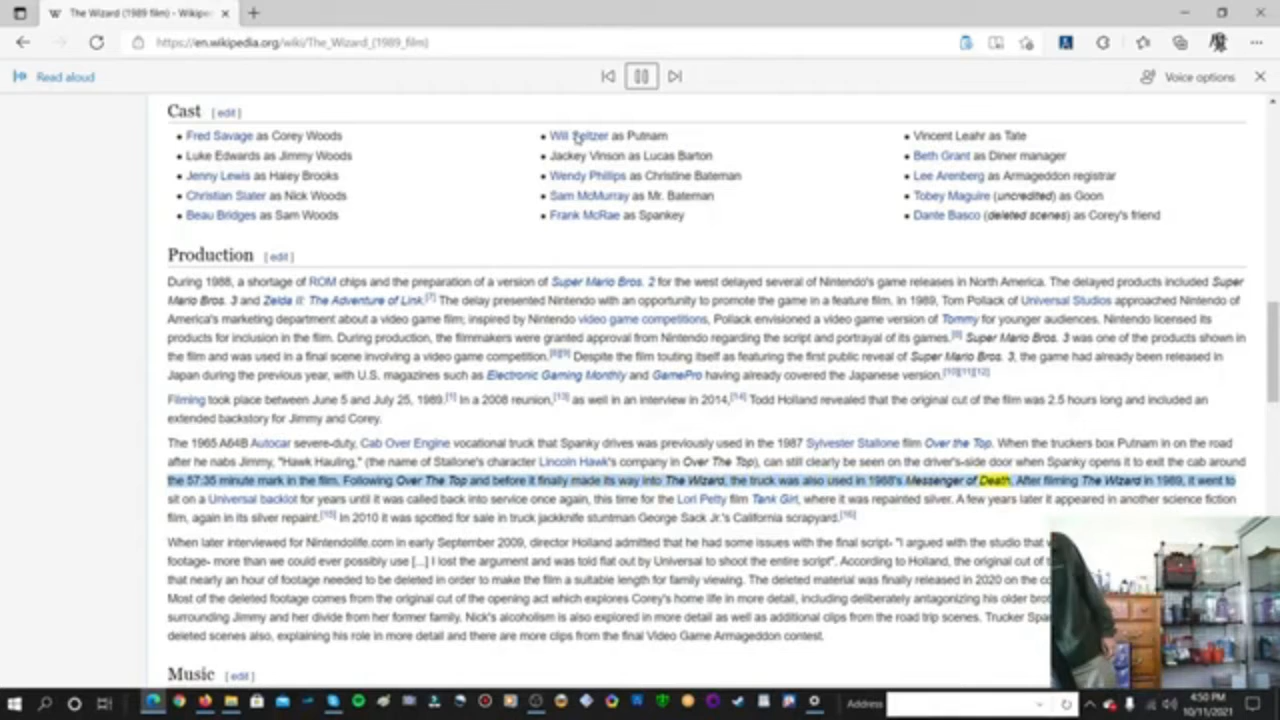 The Wizard (1989 film) - Wikipe
https://en.wikipedia.org/wiki/The_Wizard_(1989_film)
Read aloud
Voice options
Cast [ edit ]
Fred Savage as Corey Woods
Luke Edwards as Jimmy Woods
Jenny Lewis as Haley Brooks
Christian Slater as Nick Woods
Beau Bridges as Sam Woods
Will Seltzer as Putnam
Jackey Vinson as Lucas Barton
Wendy Phillips as Christine Bateman
Sam McMurray as Mr. Bateman
Frank McRae as Spankey
Vincent Leahr as Tate
Beth Grant as Diner manager
Lee Arenberg as Armageddon registrar
Tobey Maguire (uncredited) as Goon
Dante Basco (deleted scenes) as Corey's friend
Production [ edit ]
During 1988, a shortage of ROM chips and the preparation of a version of Super Mario Bros. 2 for the west delayed several of Nintendo's game releases in North America. The delayed products included Super
Mario Bros. 3 and Zelda II: The Adventure of Link.[7] The delay presented Nintendo with an opportunity to promote the game in a feature film. In 1989, Tom Pollack of Universal Studios approached Nintendo of
America's marketing department about a video game film; inspired by Nintendo video game competitions, Pollack envisioned a video game version of Tommy for younger audiences. Nintendo licensed its
products for inclusion in the film. During production, the filmmakers were granted approval from Nintendo regarding the script and portrayal of its games.[8] Super Mario Bros. 3 was one of the products shown in
the film and was used in a final scene involving a video game competition.[8][9] Despite the film touting itself as featuring the first public reveal of Super Mario Bros. 3, the game had already been released in
Japan during the previous year, with U.S. magazines such as Electronic Gaming Monthly and GamePro having already covered the Japanese version.[10][11][12]
Filming took place between June 5 and July 25, 1989.[1] In a 2008 reunion,[13] as well in an interview in 2014,[14] Todd Holland revealed that the original cut of the film was 2.5 hours long and included an
extended backstory for Jimmy and Corey.
The 1965 A64B Autocar severe-duty, Cab Over Engine vocational truck that Spanky drives was previously used in the 1987 Sylvester Stallone film Over the Top. When the truckers box Putnam in on the road
after he nabs Jimmy, "Hawk Hauling," (the name of Stallone's character Lincoln Hawk's company in Over The Top), can still clearly be seen on the driver's-side door when Spanky opens it to exit the cab around
the 57:35 minute mark in the film. Following Over The Top and before it finally made its way into The Wizard, the truck was also used in 1988's Messenger of Death. After filming The Wizard in 1989, it went to
sit on a Universal backlot for years until it was called back into service once again, this time for the Lori Petty film Tank Girl, where it was repainted silver. A few years later it appeared in another science fiction
film, again in its silver repaint.[15] In 2010 it was spotted for sale in truck jackknife stuntman George Sack Jr.'s California scrapyard.[16]
When later interviewed for Nintendolife.com in early September 2009, director Holland admitted that he had some issues with the final script- "I argued with the studio that
footage- more than we could ever possibly use [...] I lost the argument and was told flat out by Universal to shoot the entire script". According to Holland, the original cut of
that nearly an hour of footage needed to be deleted in order to make the film a suitable length for family viewing. The deleted material was finally released in 2020 on the
Most of the deleted footage comes from the original cut of the opening act which explores Corey's home life in more detail, including deliberately antagonizing his older
surrounding Jimmy and her divide from her former family. Nick's alcoholism is also explored in more detail as well as additional clips from the road trip scenes. Trucker
deleted scenes also, explaining his role in more detail and there are more clips from the final Video Game Armageddon contest.
Music [ edit ]
Address
4:50 PM
10/11/2021